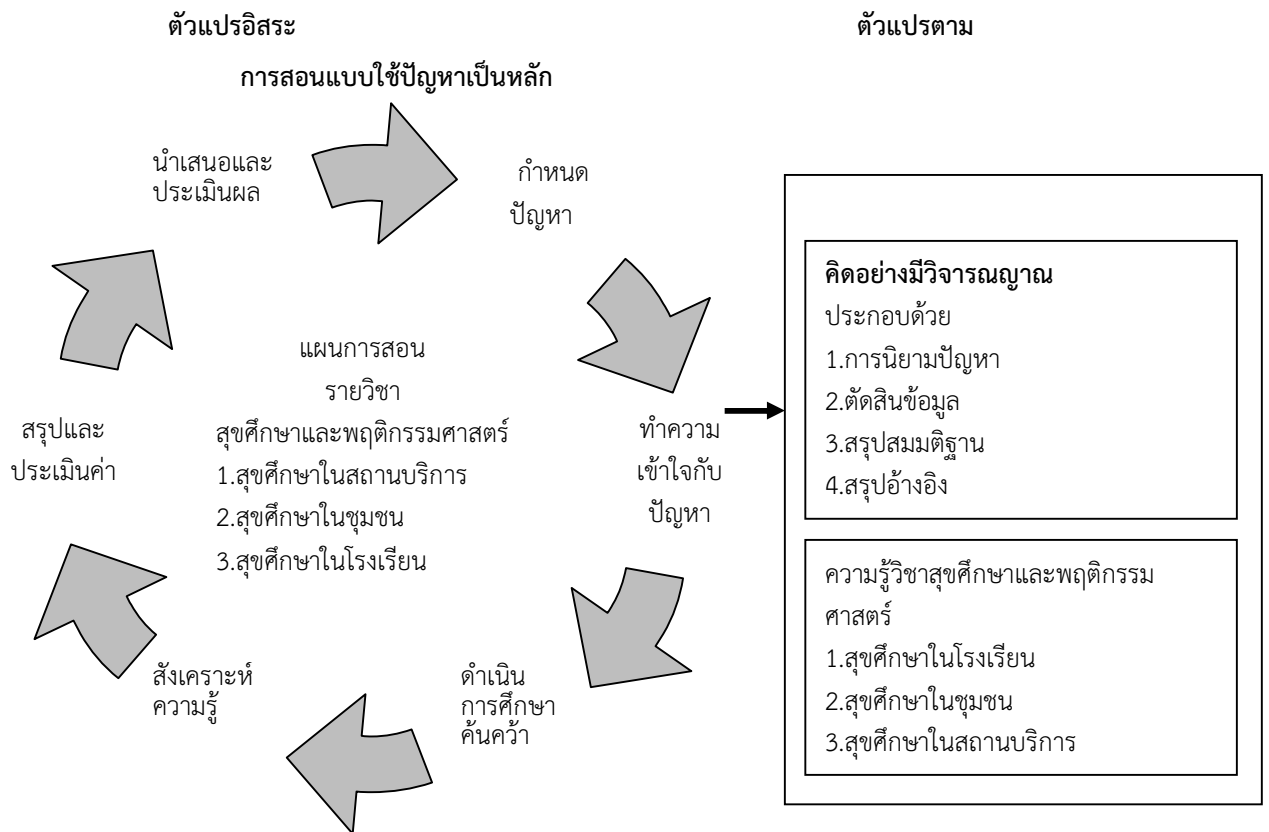 ตัวแปรอิสระ
ตัวแปรตาม
การสอนแบบใช้ปัญหาเป็นหลัก
นำเสนอและ
ประเมินผล
กำหนด
ปัญหา
ทำความ
เข้าใจกับ
ปัญหา
ดำเนิน
การศึกษา
ค้นคว้า
สังเคราะห์
ความรู้
สรุปและ
ประเมินค่า
แผนการสอน
รายวิชา
สุขศึกษาและพฤติกรรมศาสตร์
1.สุขศึกษาในสถานบริการ
2.สุขศึกษาในชุมชน
3.สุขศึกษาในโรงเรียน
คิดอย่างมีวิจารณญาณ
ประกอบด้วย
1.การนิยามปัญหา
2.ตัดสินข้อมูล
3.สรุปสมมติฐาน
4.สรุปอ้างอิง
ความรู้วิชาสุขศึกษาและพฤติกรรม
ศาสตร์
1.สุขศึกษาในโรงเรียน
2.สุขศึกษาในชุมชน
3.สุขศึกษาในสถานบริการ